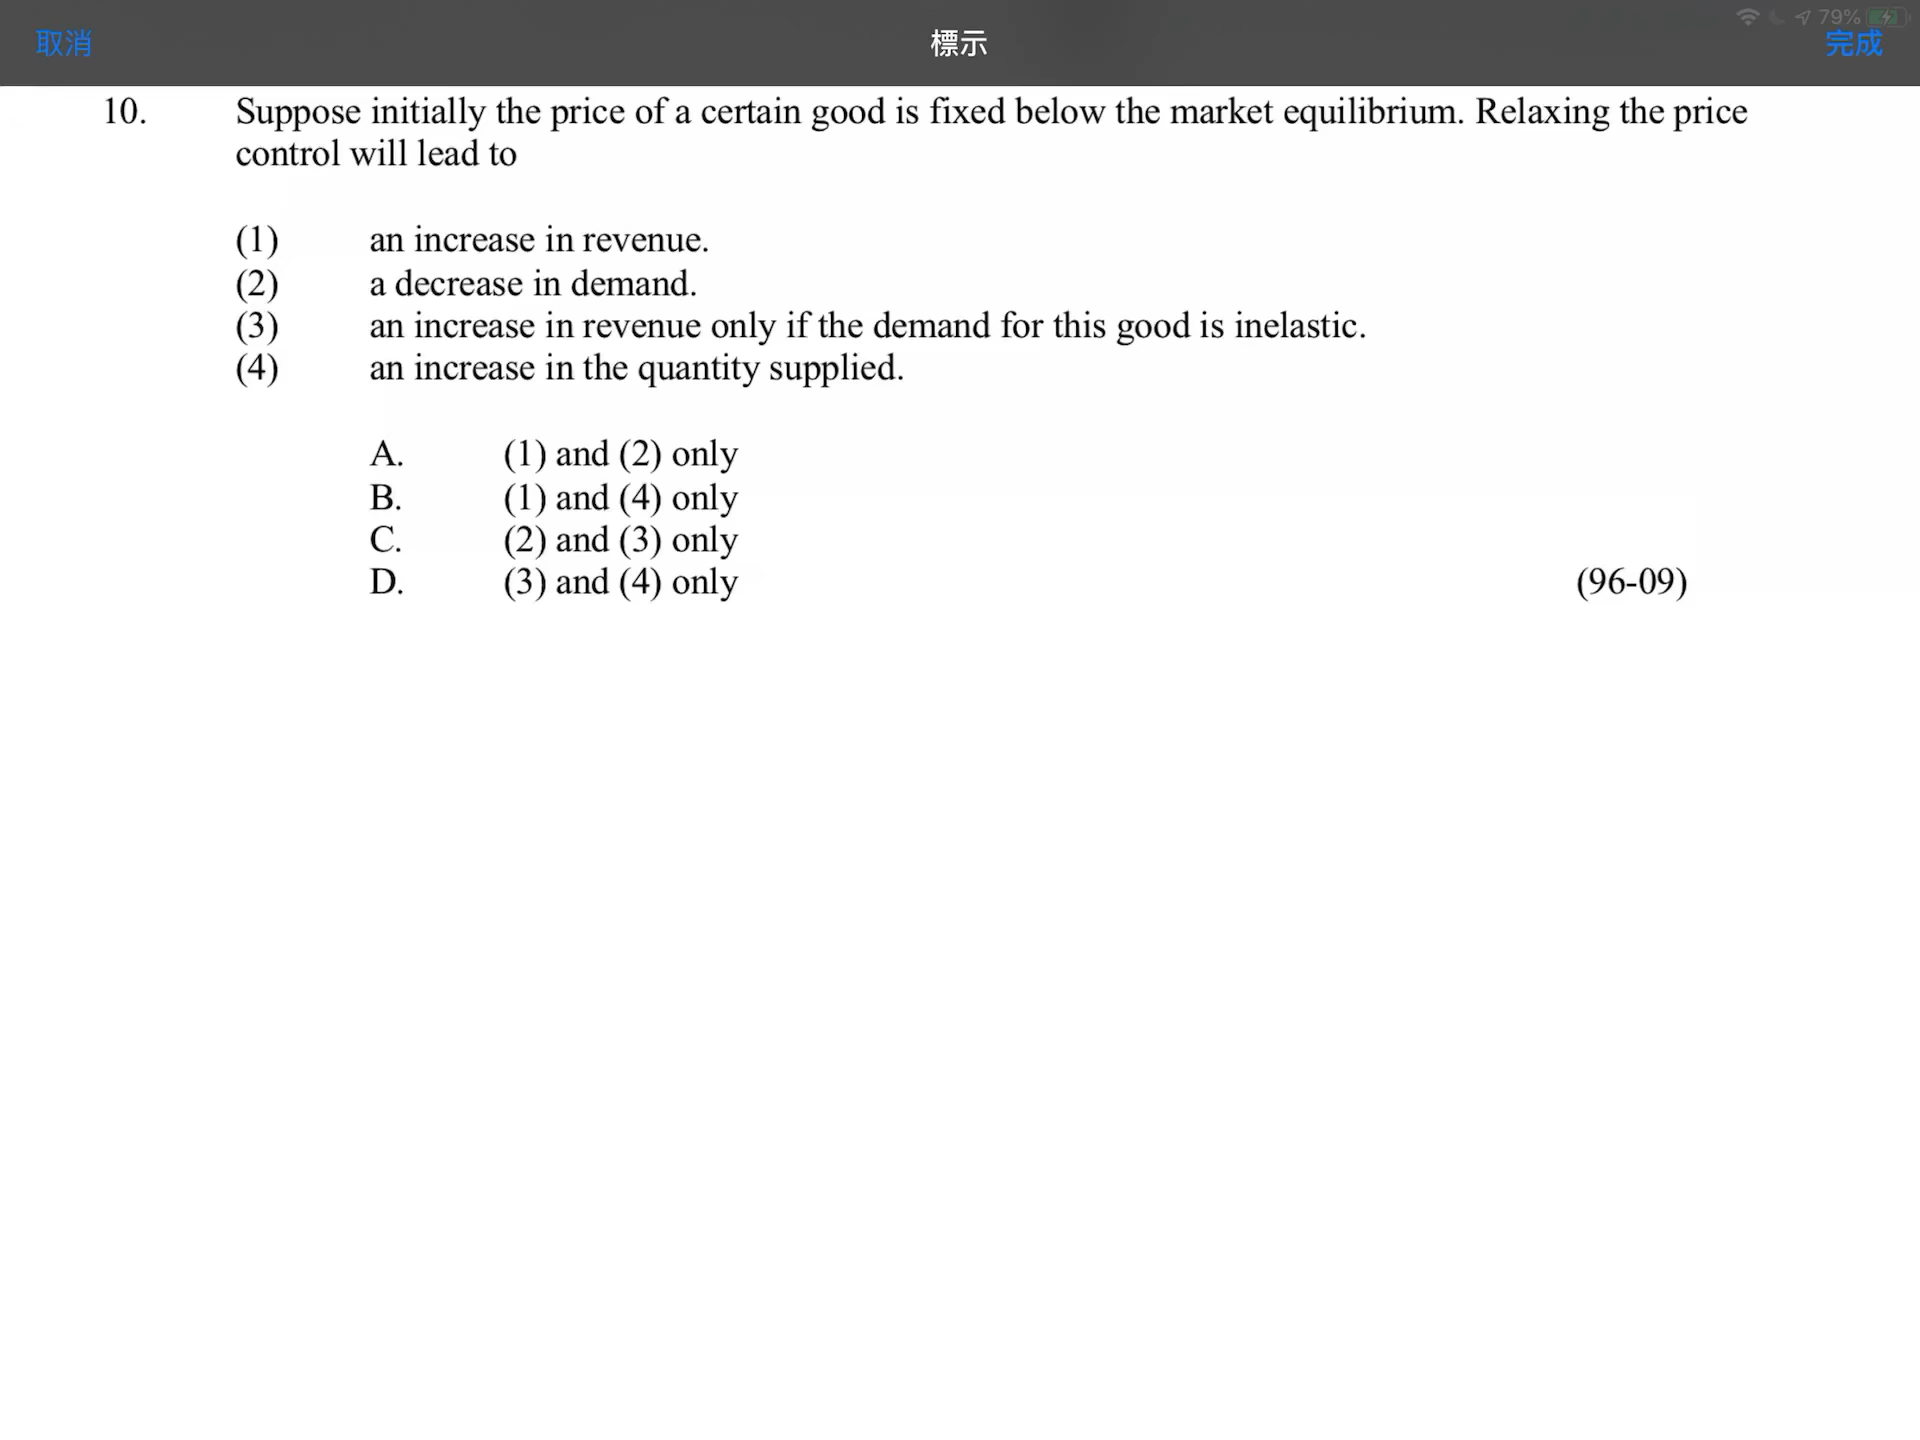 79%
取消 標示 完成
10. Suppose initially the price of a certain good is fixed below the market equilibrium. Relaxing the price
control will lead to
(1) an increase in revenue.
(2) a decrease in demand.
(3) an increase in revenue only if the demand for this good is inelastic.
(4) an increase in the quantity supplied.
A. (1) and (2) only
B. (1) and (4) only
C. (2) and (3) only
D. (3) and (4) only (96-09)